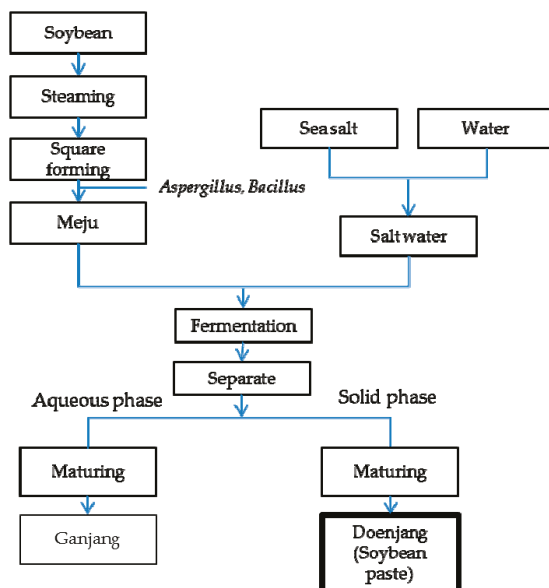 Soybean
Steaming
Sea salt
Water
Square
forming
Aspergillus, Bacillus
Meju
Salt water
Fermentation
Separate
Aqueous phase
Solid phase
Maturing
Maturing
Ganjang
Doenjang
(Soybean
paste)